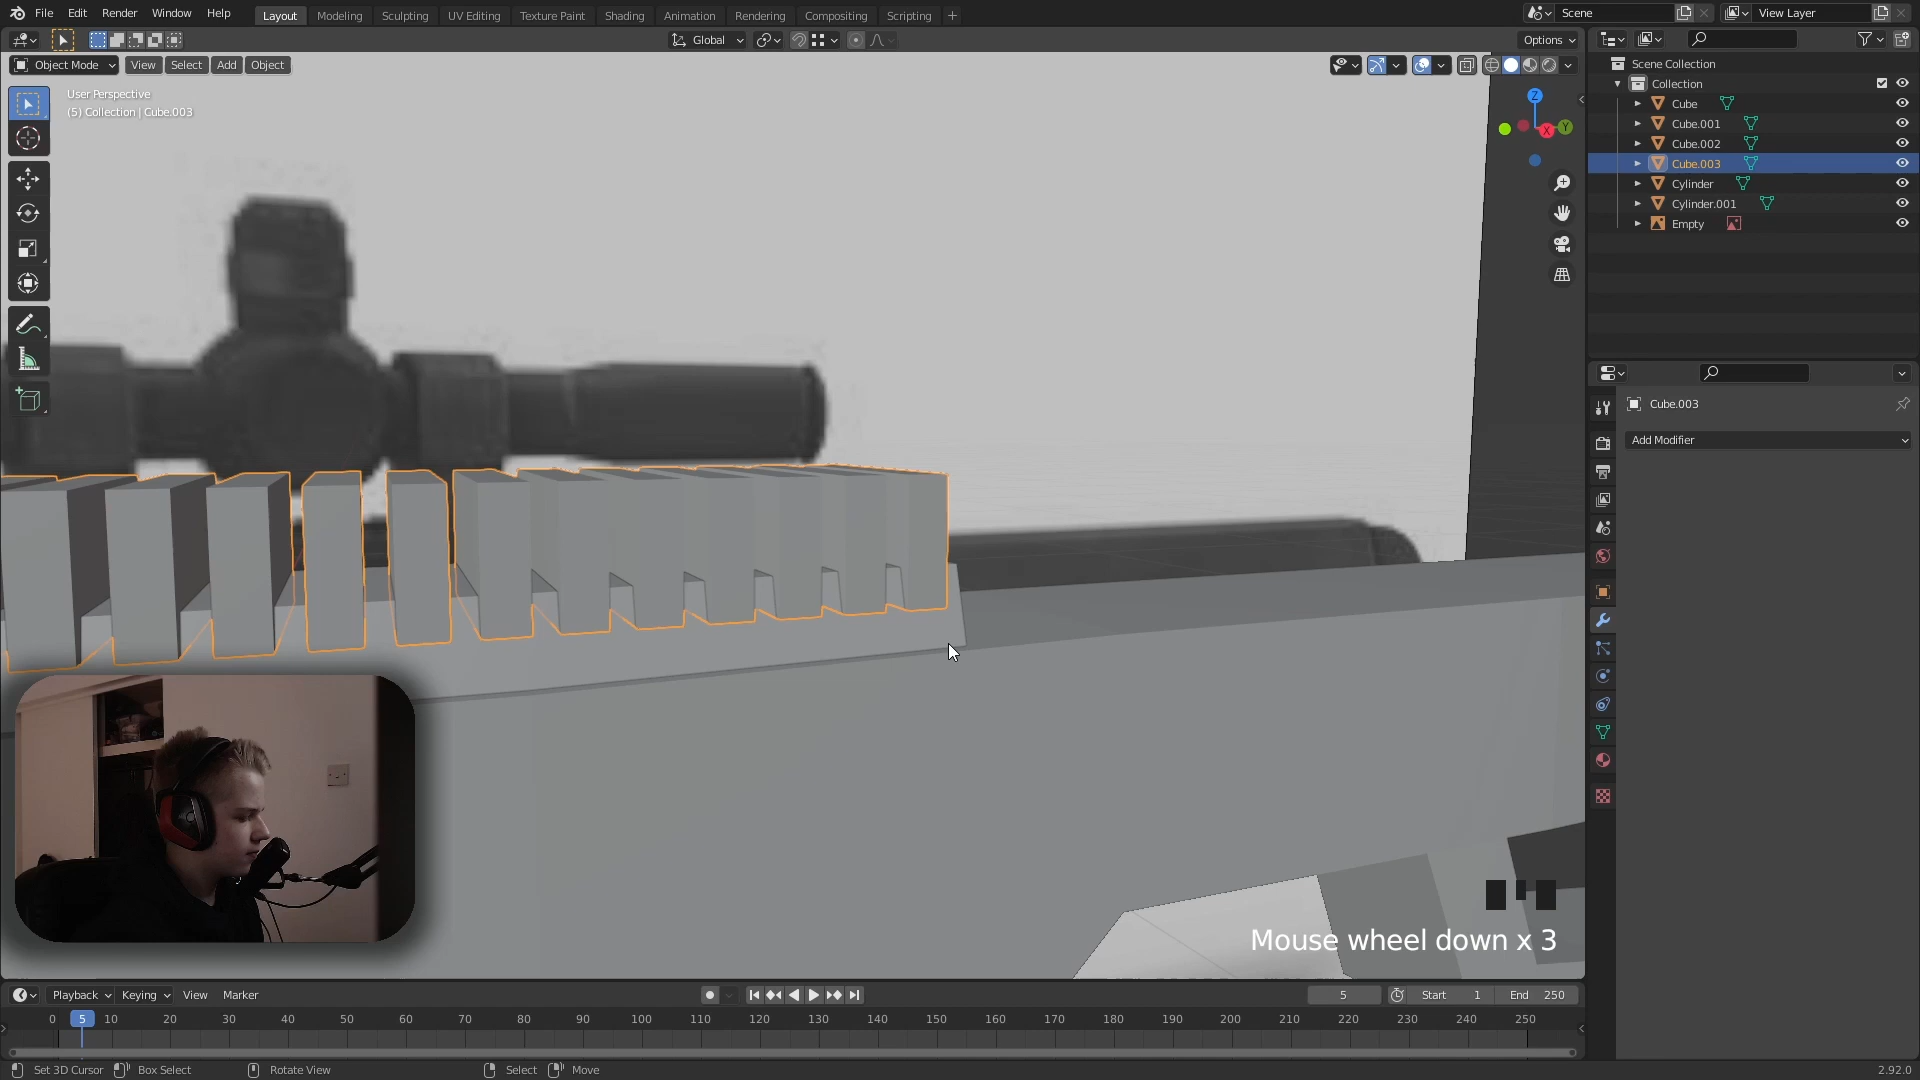 File Edit Render Window Help
Layout Modeling Sculpting UV Editing Texture Paint Shading Animation Rendering Compositing Scripting
Scene
View Layer
Global
Options
Object Mode View Select Add Object
User Perspective
(5) Collection | Cube.003
Z
X
Y
Scene Collection
Collection
Cube
Cube.001
Cube.002
Cube.003
Cylinder
Cylinder.001
Empty
Cube.003
Add Modifier
Mouse wheel down x 3
Playback Keying View Marker
5
Start 1
End 250
0 5 10 20 30 40 50 60 70 80 90 100 110 120 130 140 150 160 170 180 190 200 210 220 230 240 250
Set 3D Cursor Box Select Rotate View Select Move
2.92.0